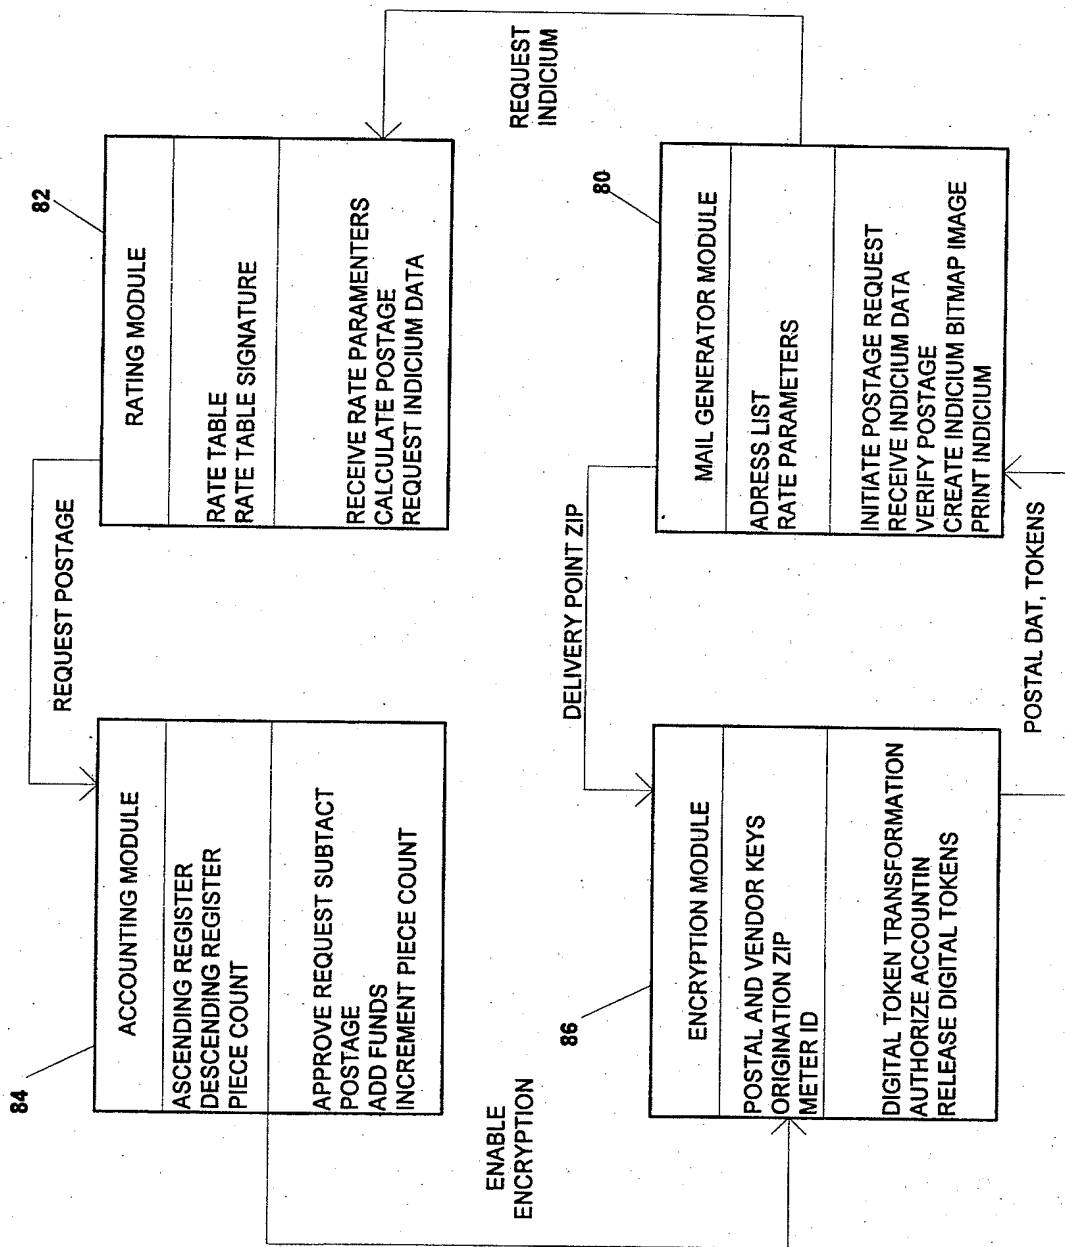 84
ACCOUNTING MODULE
ASCENDING REGISTER
DESCENDING REGISTER
PIECE COUNT
APPROVE REQUEST SUBTACT
POSTAGE
ADD FUNDS
INCREMENT PIECE COUNT
REQUEST POSTAGE
82
RATING MODULE
RATE TABLE
RATE TABLE SIGNATURE
RECEIVE RATE PARAMENTERS
CALCULATE POSTAGE
REQUEST INDICIUM DATA
ENABLE
ENCRYPTION
REQUEST
INDICIUM
86
ENCRYPTION MODULE
POSTAL AND VENDOR KEYS
ORIGINATION ZIP
METER ID
DIGITAL TOKEN TRANSFORMATION
AUTHORIZE ACCOUNTIN
RELEASE DIGITAL TOKENS
DELIVERY POINT ZIP
80
MAIL GENERATOR MODULE
ADRESS LIST
RATE PARAMETERS
INITIATE POSTAGE REQUEST
RECEIVE INDICIUM DATA
VERIFY POSTAGE
CREATE INDICIUM BITMAP IMAGE
PRINT INDICIUM
POSTAL DAT, TOKENS